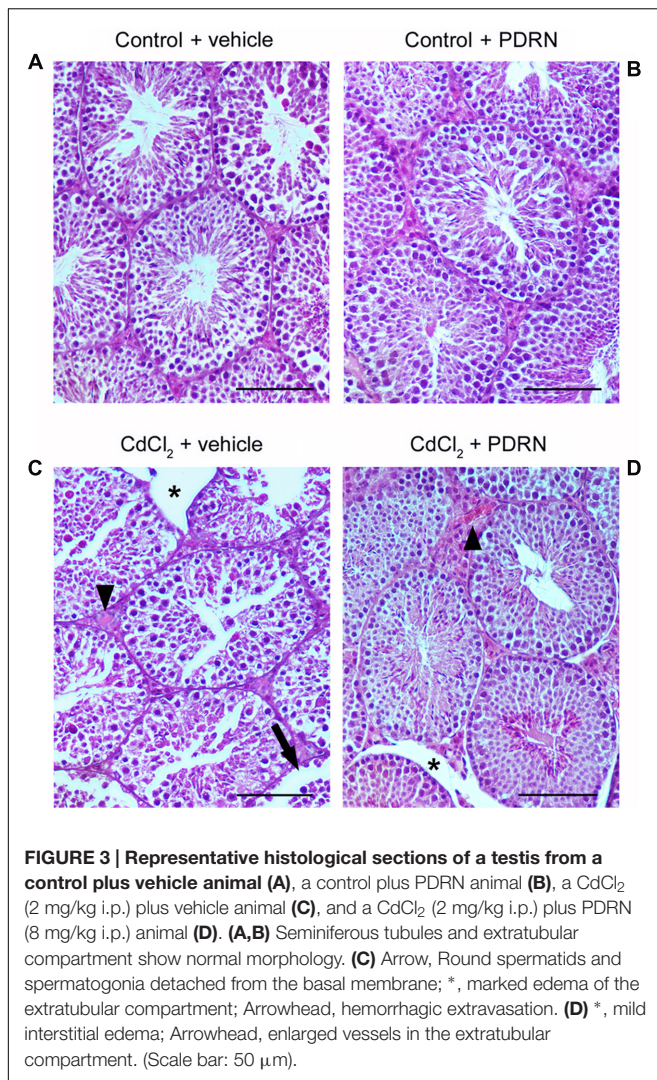 Control + vehicle
Control + PDRN
A
B
CdCl₂ + vehicle
CdCl₂ + PDRN
C
*
D
*
FIGURE 3 | Representative histological sections of a testis from a
control plus vehicle animal (A), a control plus PDRN animal (B), a CdCl₂
(2 mg/kg i.p.) plus vehicle animal (C), and a CdCl₂ (2 mg/kg i.p.) plus PDRN
(8 mg/kg i.p.) animal (D). (A,B) Seminiferous tubules and extratubular
compartment show normal morphology. (C) Arrow, Round spermatids and
spermatogonia detached from the basal membrane; *, marked edema of the
extratubular compartment; Arrowhead, hemorrhagic extravasation. (D) *, mild
interstitial edema; Arrowhead, enlarged vessels in the extratubular
compartment. (Scale bar: 50 μm).